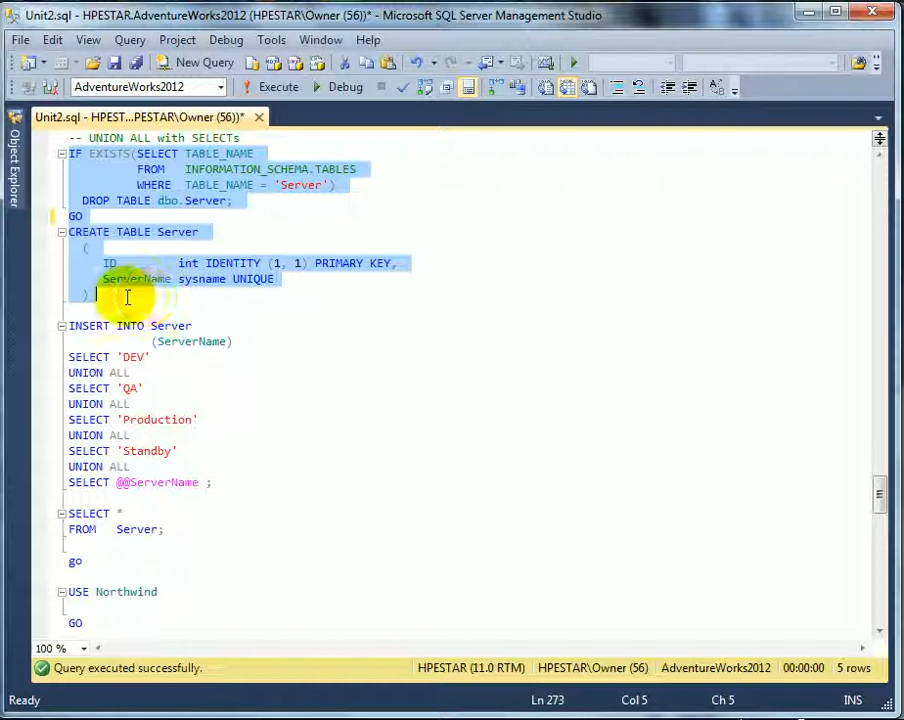 Unit2.sql - HPESTAR.AdventureWorks2012 (HPESTAR\Owner (56))* - Microsoft SQL Server Management Studio
File Edit View Query Project Debug Tools Window Help
New Query
AdventureWorks2012 Execute Debug
Unit2.sql - HPEST...PESTAR\Owner (56))*
Object Explorer
-- UNION ALL with SELECTs
IF EXISTS(SELECT TABLE_NAME
FROM INFORMATION_SCHEMA.TABLES
WHERE TABLE_NAME = 'Server')
DROP TABLE dbo.Server;
GO
CREATE TABLE Server
(
ID int IDENTITY (1, 1) PRIMARY KEY,
ServerName sysname UNIQUE
)
INSERT INTO Server
(ServerName)
SELECT 'DEV'
UNION ALL
SELECT 'QA'
UNION ALL
SELECT 'Production'
UNION ALL
SELECT 'Standby'
UNION ALL
SELECT @@ServerName ;
SELECT *
FROM Server;
go
USE Northwind
GO
100 %
Query executed successfully. HPESTAR (11.0 RTM) HPESTAR\Owner (56) AdventureWorks2012 00:00:00 5 rows
Ready Ln 273 Col 5 Ch 5 INS